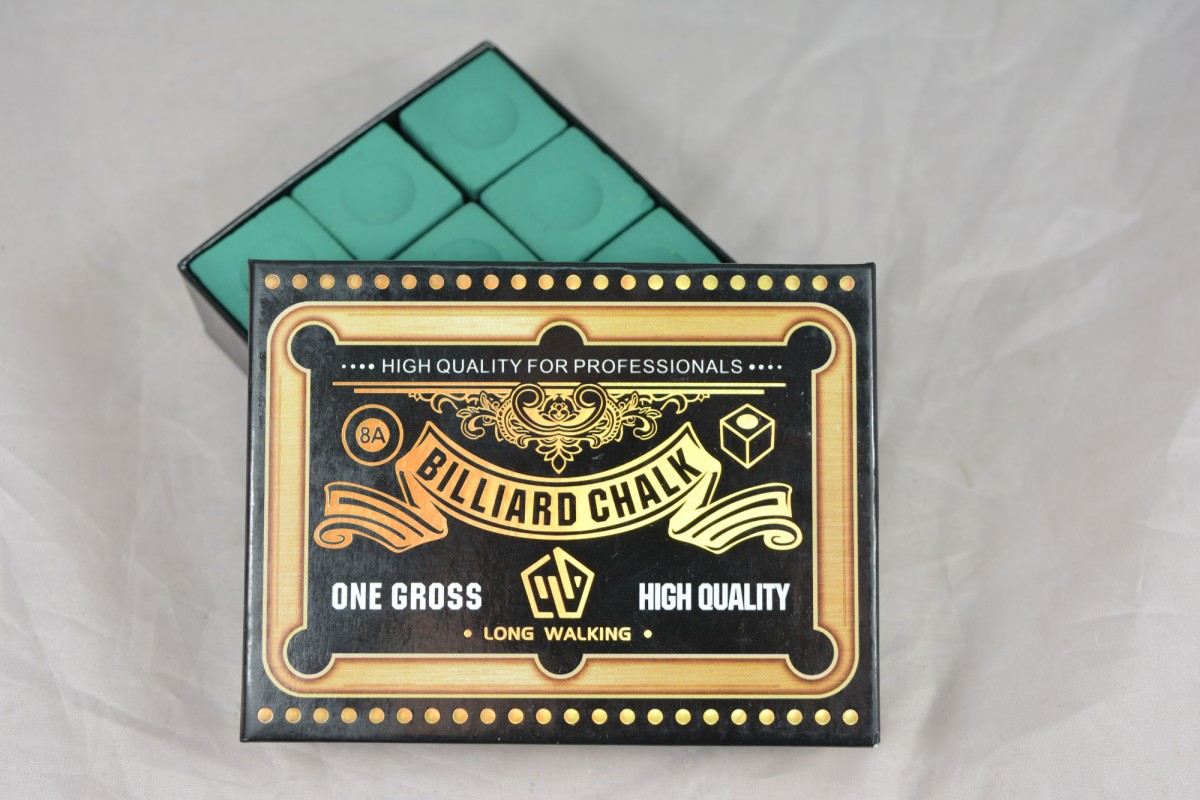 •••• HIGH QUALITY FOR PROFESSIONALS ••••
8A
BILLIARD CHALK
ONE GROSS
HIGH QUALITY
• LONG WALKING •